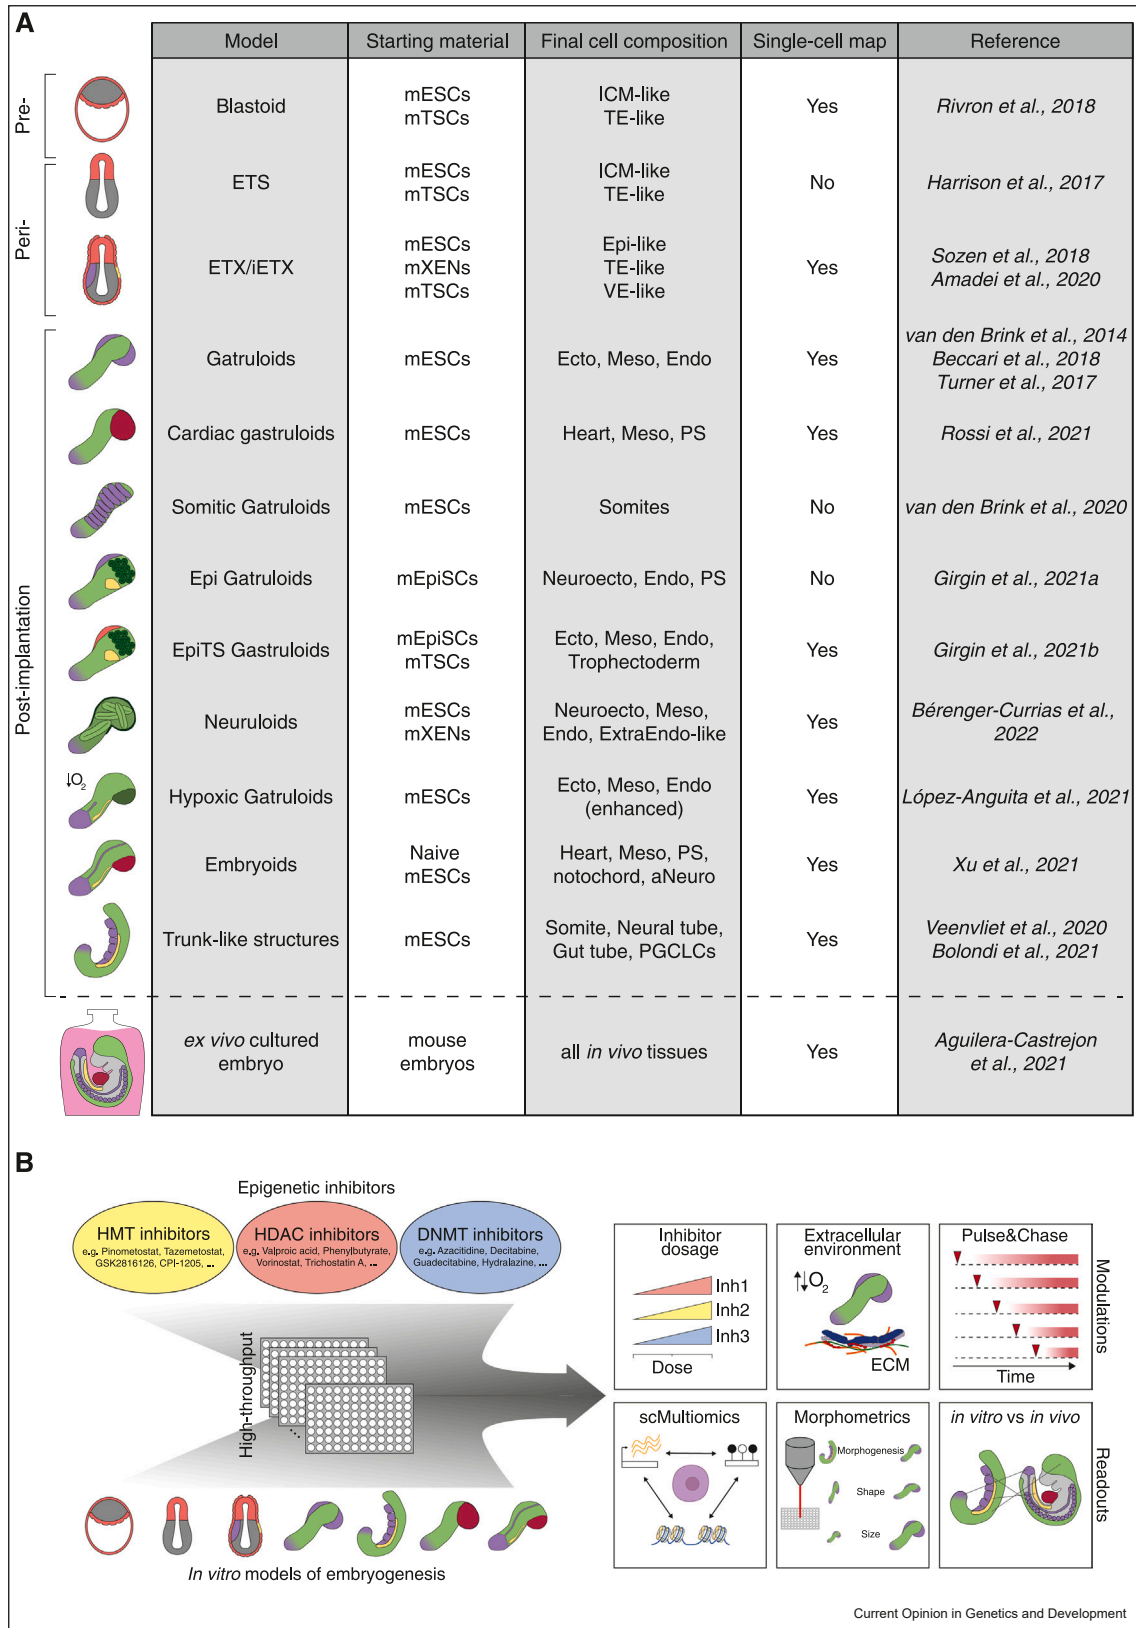 A
Model Starting material Final cell composition Single-cell map Reference
Pre-
Blastoid
mESCs
mTSCs
ICM-like
TE-like
Yes
Rivron et al., 2018
Peri-
ETS
mESCs
mTSCs
ICM-like
TE-like
No
Harrison et al., 2017
ETX/iETX
mESCs
mXENs
mTSCs
Epi-like
TE-like
VE-like
Yes
Sozen et al., 2018
Amadei et al., 2020
Post-implantation
Gatruloids
mESCs
Ecto, Meso, Endo
Yes
van den Brink et al., 2014
Beccari et al., 2018
Turner et al., 2017
Cardiac gastruloids
mESCs
Heart, Meso, PS
Yes
Rossi et al., 2021
Somitic Gatruloids
mESCs
Somites
No
van den Brink et al., 2020
Epi Gatruloids
mEpiSCs
Neuroecto, Endo, PS
No
Girgin et al., 2021a
EpiTS Gastruloids
mEpiSCs
mTSCs
Ecto, Meso, Endo,
Trophectoderm
Yes
Girgin et al., 2021b
Neuruloids
mESCs
mXENs
Neuroecto, Meso,
Endo, ExtraEndo-like
Yes
Bérenger-Currias et al.,
2022
↓O2
Hypoxic Gatruloids
mESCs
Ecto, Meso, Endo
(enhanced)
Yes
López-Anguita et al., 2021
Embryoids
Naive
mESCs
Heart, Meso, PS,
notochord, aNeuro
Yes
Xu et al., 2021
Trunk-like structures
mESCs
Somite, Neural tube,
Gut tube, PGCLCs
Yes
Veenvliet et al., 2020
Bolondi et al., 2021
ex vivo cultured
embryo
mouse
embryos
all in vivo tissues
Yes
Aguilera-Castrejon
et al., 2021
B
Epigenetic inhibitors
HMT inhibitors
e.g. Pinometostat, Tazemetostat,
GSK2816126, CPI-1205, ...
HDAC inhibitors
e.g. Valproic acid, Phenylbutyrate,
Vorinostat, Trichostatin A, ...
DNMT inhibitors
e.g. Azacitidine, Decitabine,
Guadecitabine, Hydralazine, ...
High-throughput
...
In vitro models of embryogenesis
Inhibitor
dosage
Inh1
Inh2
Inh3
Dose
Extracellular
environment
↑↓O2
ECM
Pulse&Chase
Time
Modulations
scMultiomics
Morphometrics
Morphogenesis
Shape
Size
in vitro vs in vivo
Readouts
Current Opinion in Genetics and Development